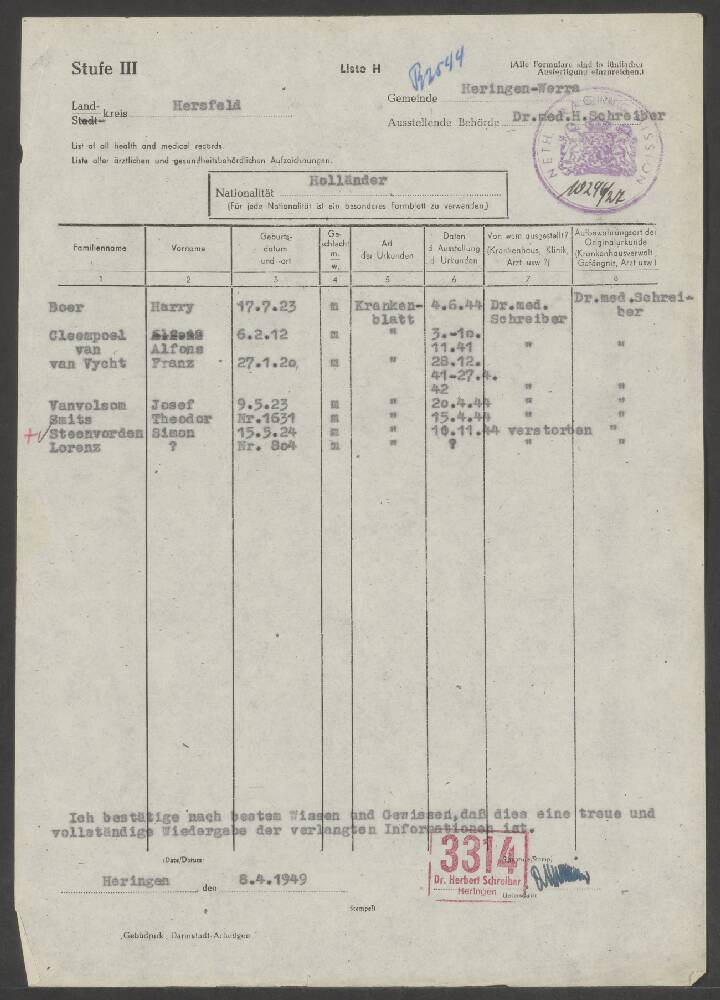 Stufe III
Liste H
B2544
(Alle Formulare sind in 
Ausfertigung einzureichen.)
Land-
Stadt- kreis Hersfeld
Gemeinde Heringen-Werra
Ausstellende Behörde Dr.med.H.Schreiber
List of all health and medical records.
Liste aller ärztlichen und gesundheitsbehördlichen Aufzeichnungen.
Nationalität Holländer
(Für jede Nationalität ist ein besonderes Formblatt zu verwenden.)
Familienname Vorname Geburts-datum und -ort Ge-schlecht m. w. Art der Urkunden Daten d. Ausstellung d. Urkunden Von wem ausgestellt? (Krankenhaus, Klinik, Arzt usw.?) Aufbewahrungsort der Originalurkunde (Krankenhausverwalt., Gefängnis, Arzt usw.)
1 2 3 4 5 6 7 8
Boer Harry 17.7.23 m Kranken- 4.6.44 Dr.med. Dr.med.Schrei-
blatt Schreiber ber
Cleempoel Alfons 6.2.12 m " 3.-10.
van Alfons 11.41 " "
van Vycht Franz 27.1.20, m " 28.12.
41-27.4.
42 " "
Vanvolsom Josef 9.5.23 m " 20.4.44 " "
Smits Theodor Nr.1631 m " 15.4.44 " "
Steenvorden Simon 15.5.24 m " 10.11.44 verstorben "
Lorenz ? Nr. 804 m " ? " "
Ich bestätige nach bestem Wissen und Gewissen,daß dies eine treue und
vollständige Wiedergabe der verlangten Informationen ist.
(Date/Datum)
Heringen den 8.4.1949
3314
Dr. Herbert Schreiber
Heringen
(Stempel)